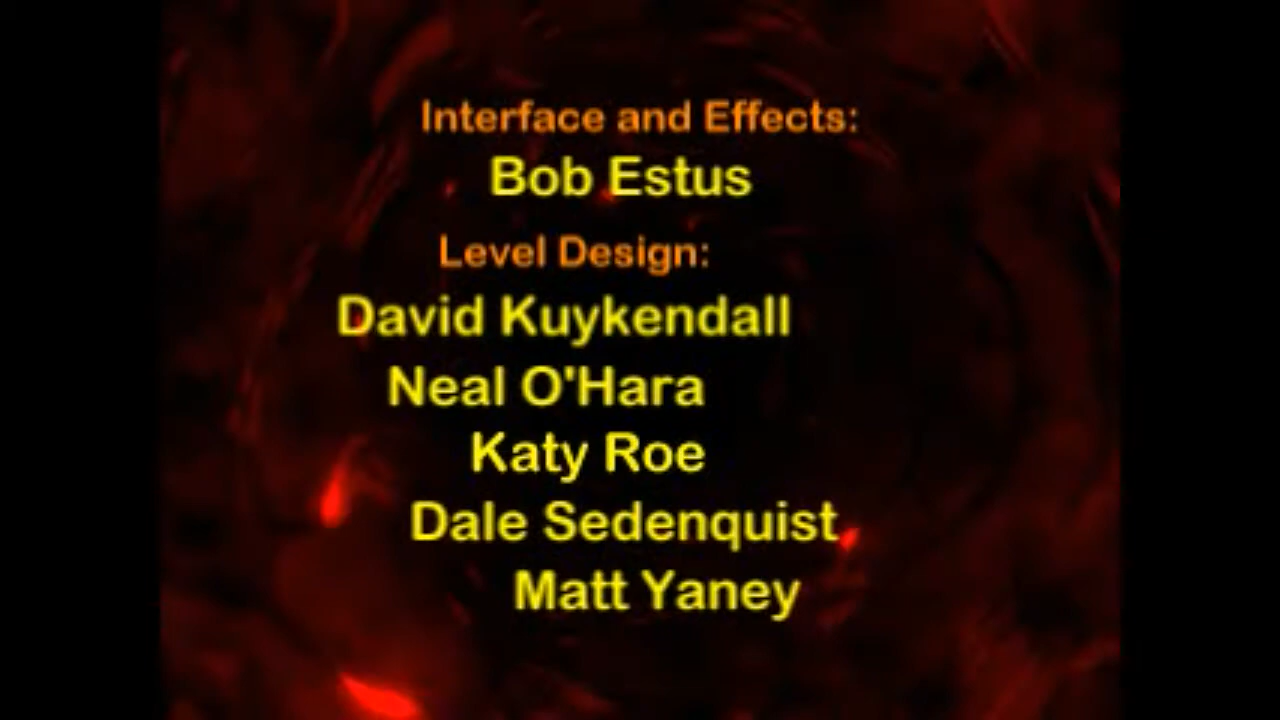 Interface and Effects:
Bob Estus
Level Design:
David Kuykendall
Neal O'Hara
Katy Roe
Dale Sedenquist
Matt Yaney